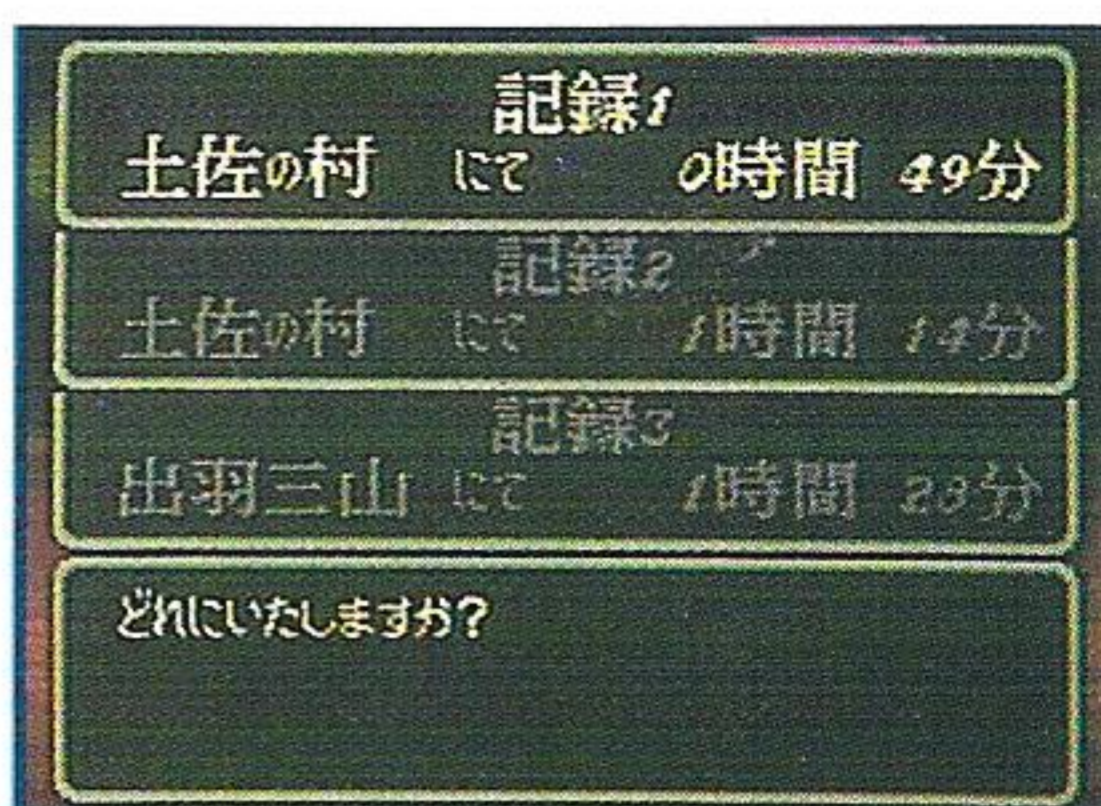 記録1
土佐の村 にて 0時間 49分
記録2
土佐の村 にて 1時間 14分
記録3
出羽三山 にて 1時間 23分
どれにいたしますか?